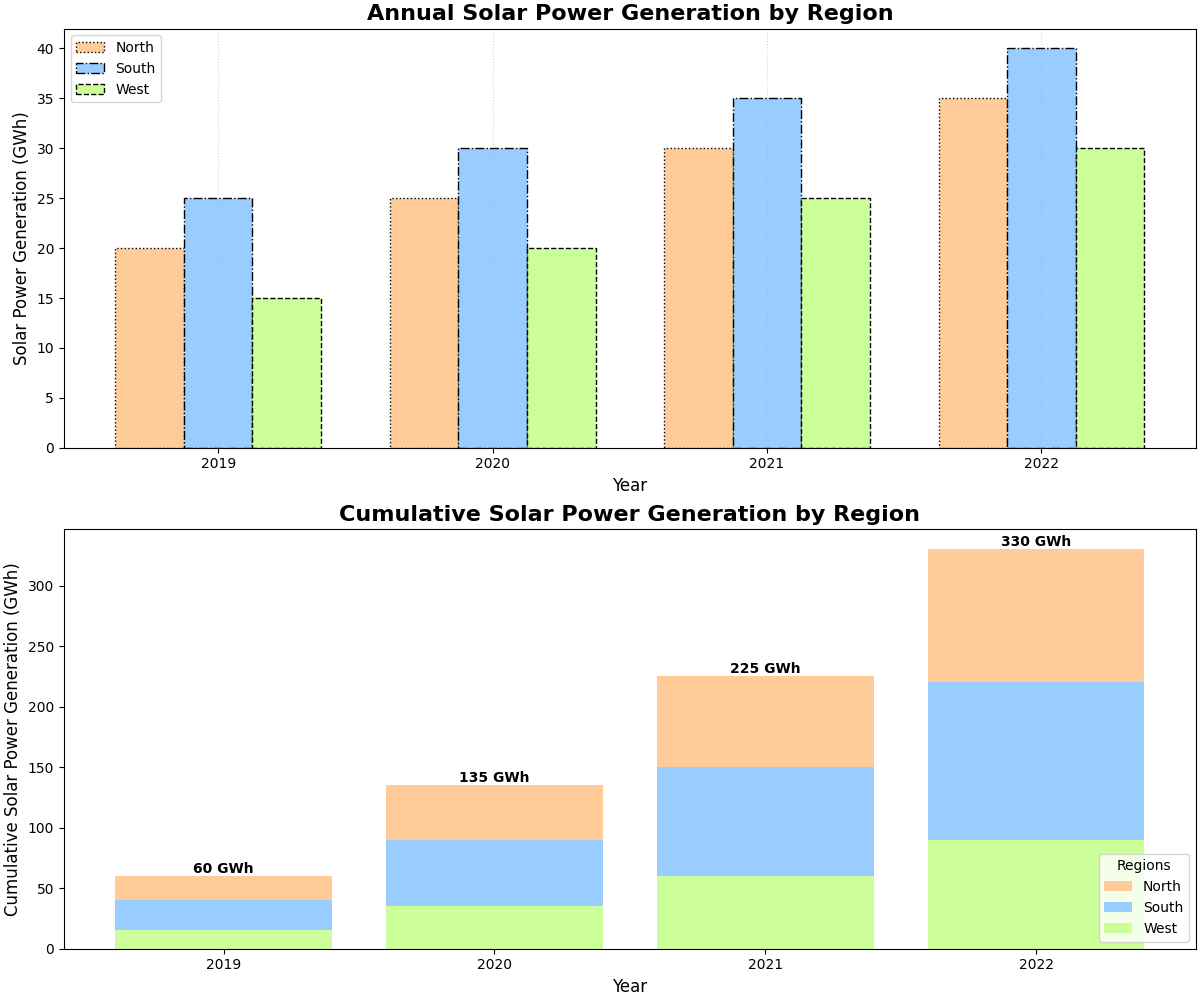 Annual Solar Power Generation by Region
Solar Power Generation (GWh)
40
35
30
25
20
15
10
5
0
North
South
West
2019 2020 2021 2022
Year
Cumulative Solar Power Generation by Region
Cumulative Solar Power Generation (GWh)
300
250
200
150
100
50
0
60 GWh
135 GWh
225 GWh
330 GWh
Regions
North
South
West
2019 2020 2021 2022
Year